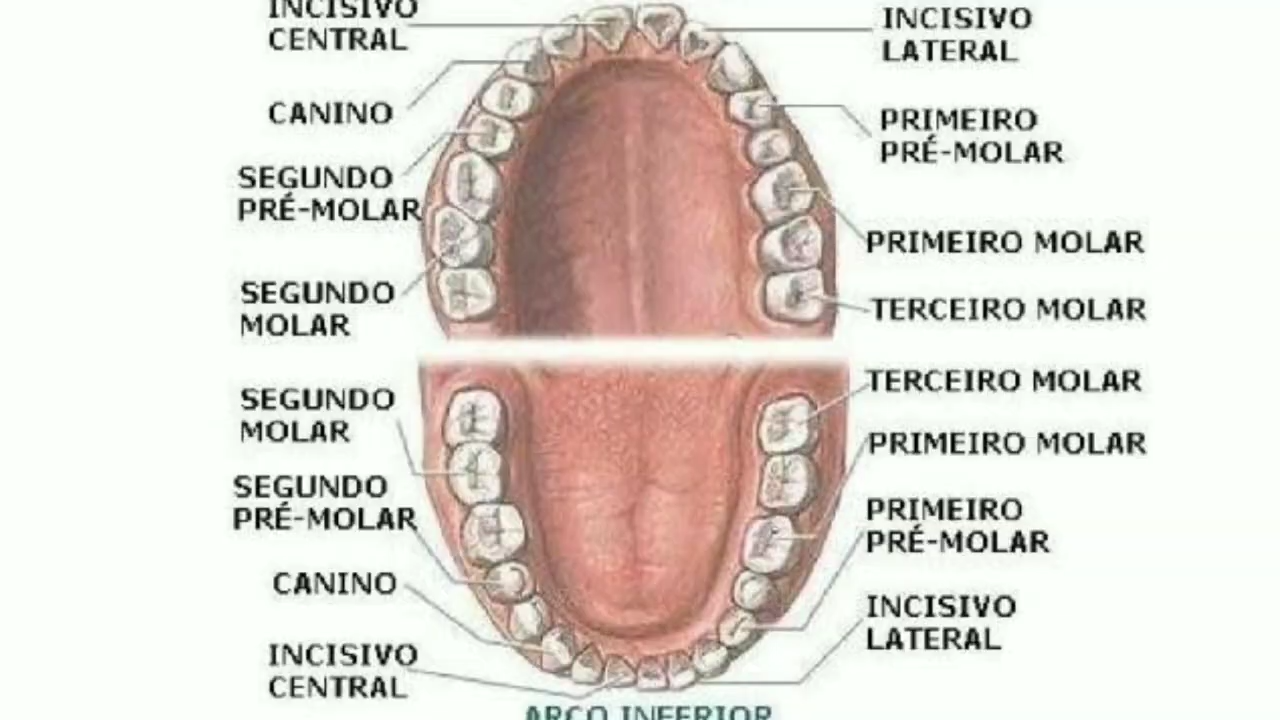 INCISIVO
CENTRAL
INCISIVO
LATERAL
CANINO
PRIMEIRO
PRÉ-MOLAR
SEGUNDO
PRÉ-MOLAR
PRIMEIRO MOLAR
SEGUNDO
MOLAR
TERCEIRO MOLAR
TERCEIRO MOLAR
SEGUNDO
MOLAR
PRIMEIRO MOLAR
SEGUNDO
PRÉ-MOLAR
PRIMEIRO
PRÉ-MOLAR
CANINO
INCISIVO
LATERAL
INCISIVO
CENTRAL
ARCO INFERIOR